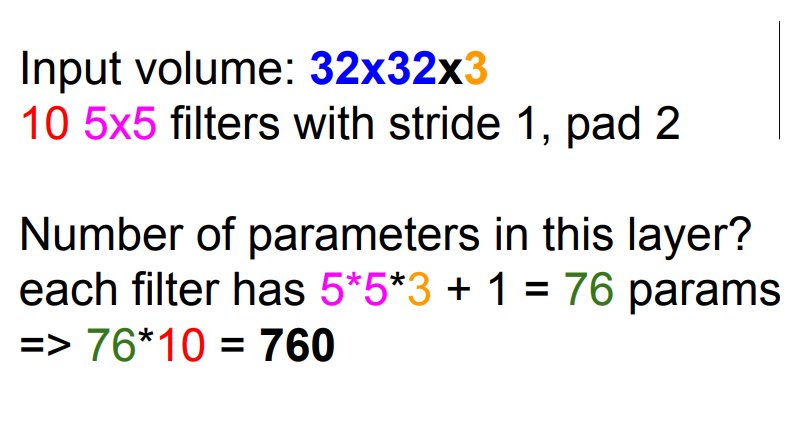 Input volume: 32x32x3
10 5x5 filters with stride 1, pad 2
Number of parameters in this layer?
each filter has 5*5*3 + 1 = 76 params
=> 76*10 = 760